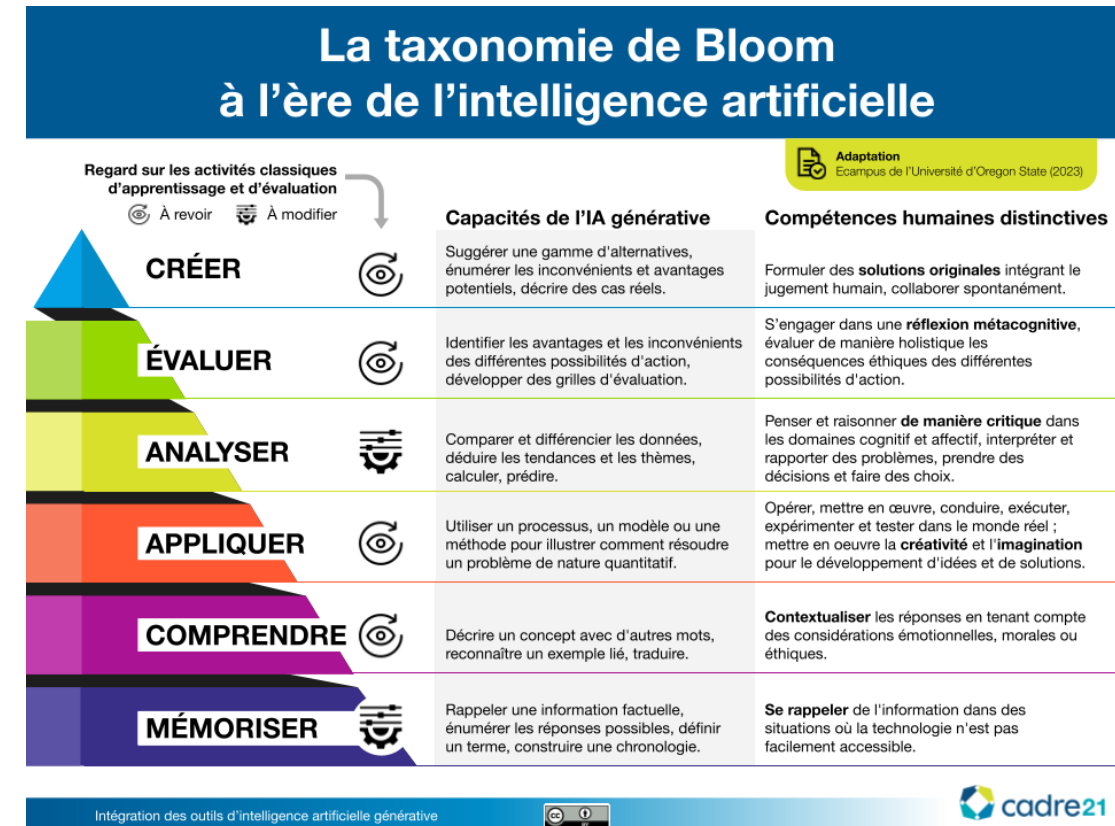 La taxonomie de Bloom
à l'ère de l'intelligence artificielle
Adaptation
Ecampus de l'Université d'Oregon State (2023)
Regard sur les activités classiques
d'apprentissage et d'évaluation
À revoir À modifier
Capacités de l'IA générative
Compétences humaines distinctives
CRÉER
Suggérer une gamme d'alternatives,
énumérer les inconvénients et avantages
potentiels, décrire des cas réels.
Formuler des solutions originales intégrant le
jugement humain, collaborer spontanément.
ÉVALUER
Identifier les avantages et les inconvénients
des différentes possibilités d'action,
développer des grilles d'évaluation.
S'engager dans une réflexion métacognitive,
évaluer de manière holistique les
conséquences éthiques des différentes
possibilités d'action.
ANALYSER
Comparer et différencier les données,
déduire les tendances et les thèmes,
calculer, prédire.
Penser et raisonner de manière critique dans
les domaines cognitif et affectif, interpréter et
rapporter des problèmes, prendre des
décisions et faire des choix.
APPLIQUER
Utiliser un processus, un modèle ou une
méthode pour illustrer comment résoudre
un problème de nature quantitatif.
Opérer, mettre en œuvre, conduire, exécuter,
expérimenter et tester dans le monde réel ;
mettre en oeuvre la créativité et l'imagination
pour le développement d'idées et de solutions.
COMPRENDRE
Décrire un concept avec d'autres mots,
reconnaître un exemple lié, traduire.
Contextualiser les réponses en tenant compte
des considérations émotionnelles, morales ou
éthiques.
MÉMORISER
Rappeler une information factuelle,
énumérer les réponses possibles, définir
un terme, construire une chronologie.
Se rappeler de l'information dans des
situations où la technologie n'est pas
facilement accessible.
Intégration des outils d'intelligence artificielle générative
cc
BY
cadre21